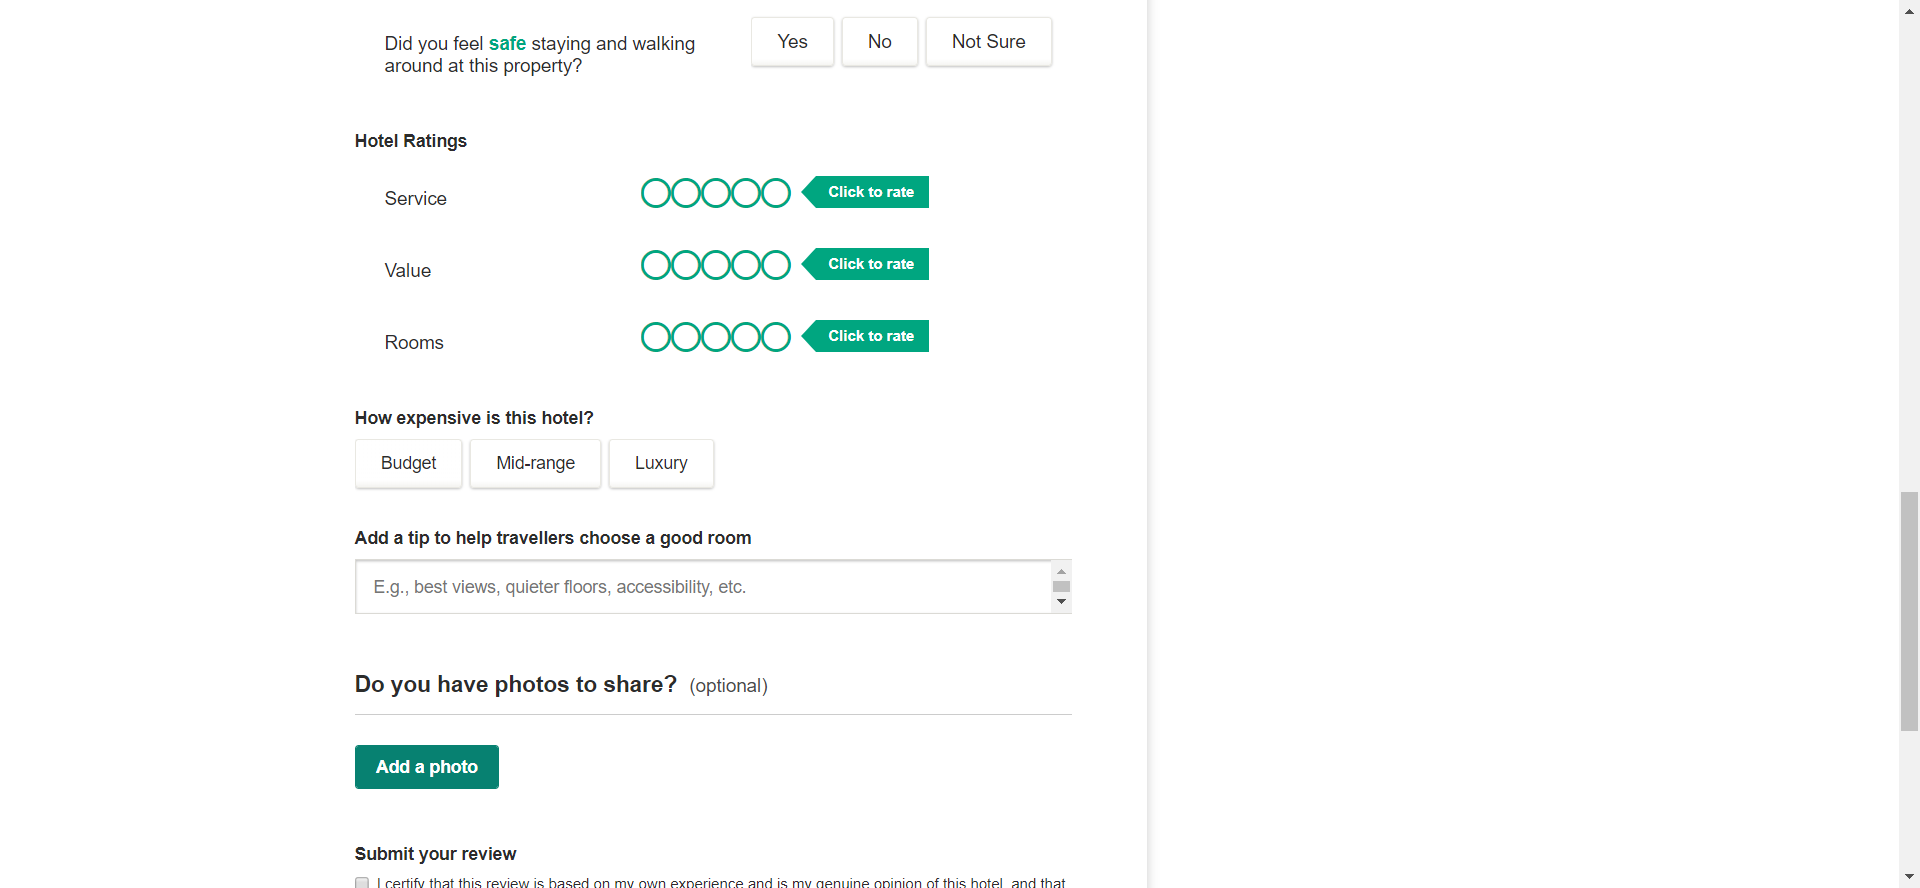 Did you feel safe staying and walking
around at this property?
Yes
No
Not Sure
Hotel Ratings
Service
Click to rate
Value
Click to rate
Rooms
Click to rate
How expensive is this hotel?
Budget
Mid-range
Luxury
Add a tip to help travellers choose a good room
E.g., best views, quieter floors, accessibility, etc.
Do you have photos to share? (optional)
Add a photo
Submit your review
I certify that this review is based on my own experience and is my genuine opinion of this hotel, and that